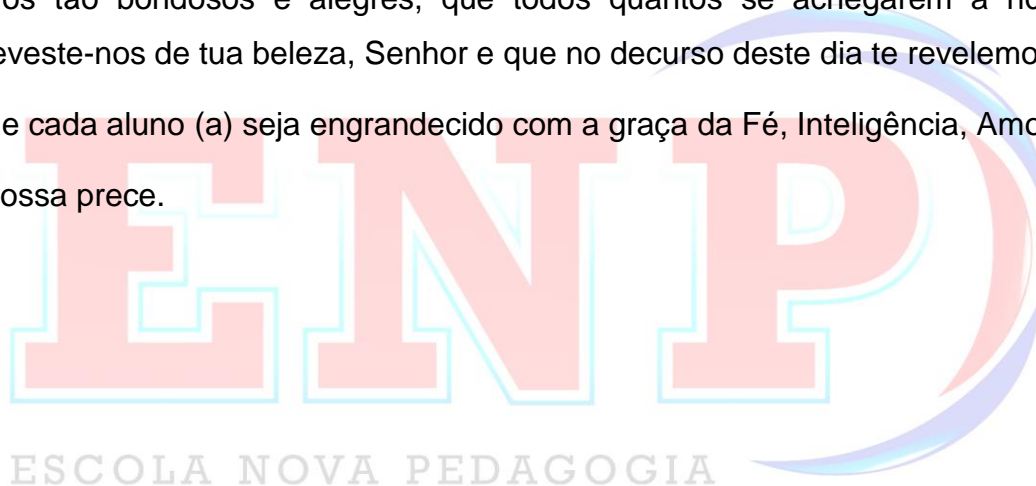 os tão bondosos e alegres, que todos quantos se achegarem a
eveste-nos de tua beleza, Senhor e que no decurso deste dia te revelemo
e cada aluno (a) seja engrandecido com a graça da Fé, Inteligência, Amo
ossa prece.
ENP
ESCOLA NOVA PEDAGOGIA